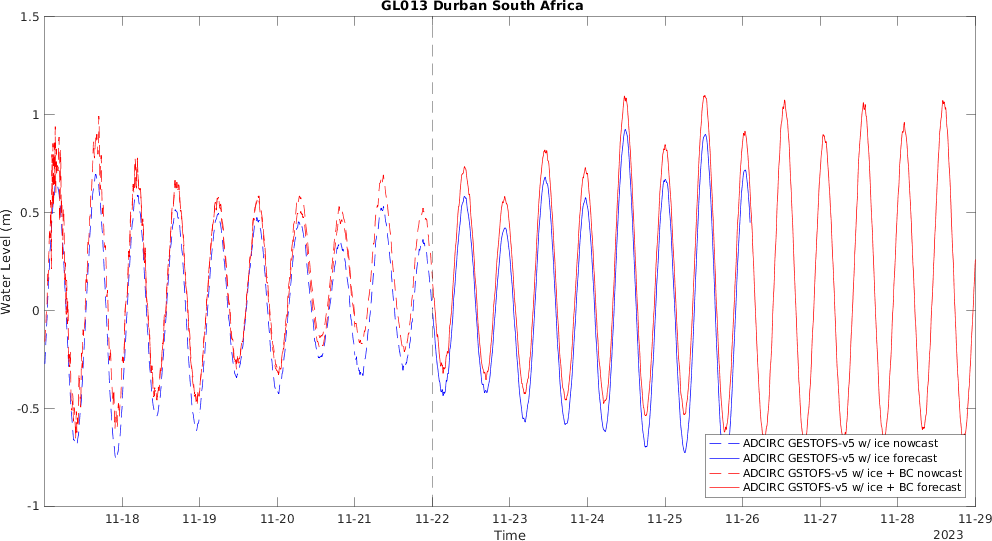 GL013 Durban South Africa
1.5
1
0.5
0
-0.5
-1
Water Level (m)
11-18
11-19
11-20
11-21
11-22
11-23
11-24
11-25
11-26
11-27
11-28
11-29
Time
2023
ADCIRC GESTOFS-v5 w/ ice nowcast
ADCIRC GESTOFS-v5 w/ ice forecast
ADCIRC GSTOFS-v5 w/ ice + BC nowcast
ADCIRC GSTOFS-v5 w/ ice + BC forecast